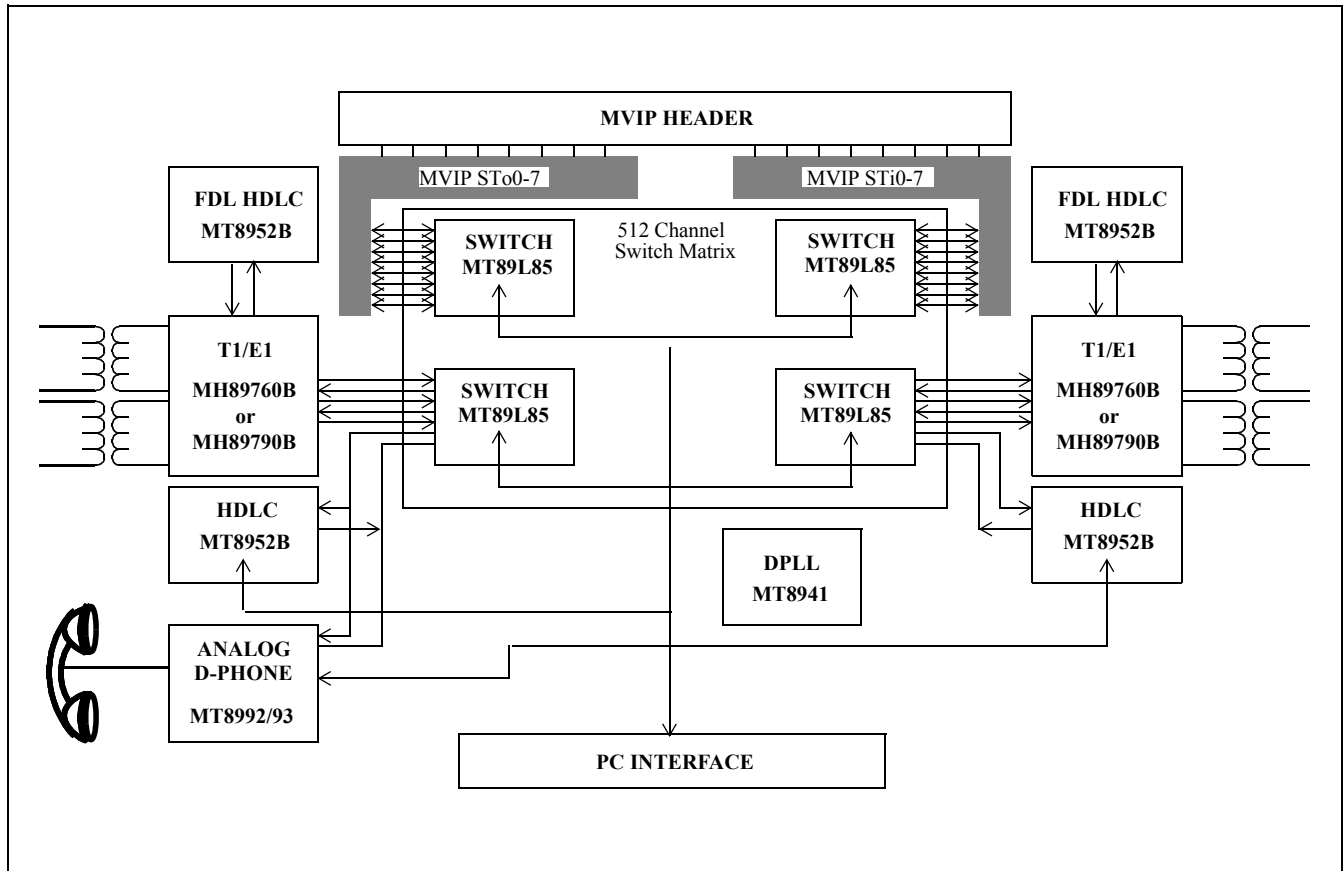 MVIP HEADER
MVIP STo0-7
MVIP STi0-7
FDL HDLC
MT8952B
SWITCH
MT89L85
512 Channel
Switch Matrix
SWITCH
MT89L85
FDL HDLC
MT8952B
T1/E1
MH89760B
or
MH89790B
SWITCH
MT89L85
SWITCH
MT89L85
T1/E1
MH89760B
or
MH89790B
HDLC
MT8952B
DPLL
MT8941
HDLC
MT8952B
ANALOG
D-PHONE
MT8992/93
PC INTERFACE